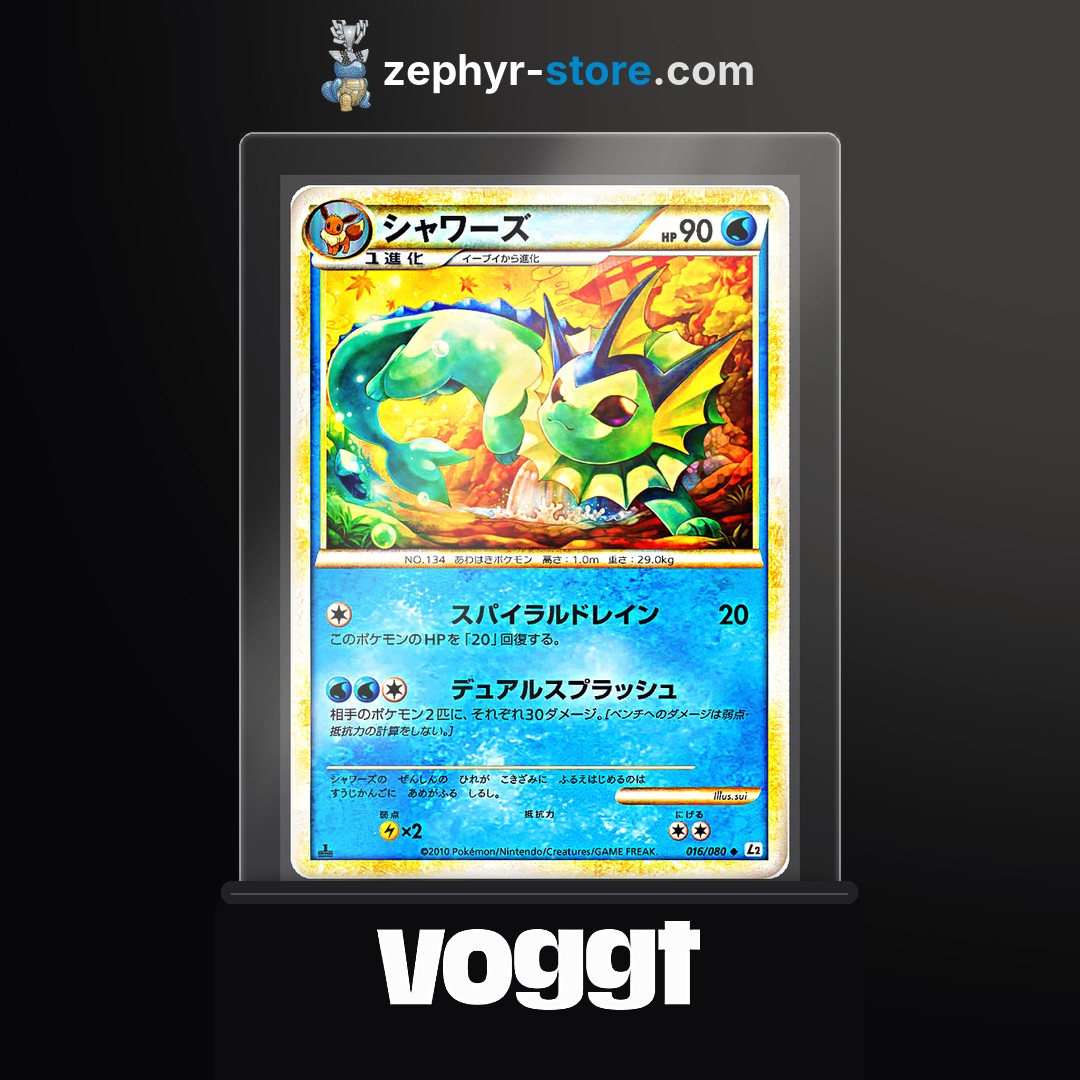 zephyr-store.com
シャワーズ
HP 90
1進化 イーブイから進化
NO.134 あわはきポケモン 高さ：1.0m 重さ：29.0kg
スパイラルドレイン 20
このポケモンのHPを「20」回復する。
デュアルスプラッシュ
相手のポケモン2匹に、それぞれ30ダメージ。[ベンチへのダメージは弱点・
抵抗力の計算をしない。]
シャワーズの ぜんしんの ひれが こきざみに ふるえはじめるのは
すうじかんごに あめがふる しるし。
Illus.sui
弱点 抵抗力 にげる
×2
©2010 Pokémon/Nintendo/Creatures/GAME FREAK. 016/080 ◆ L2
voggt